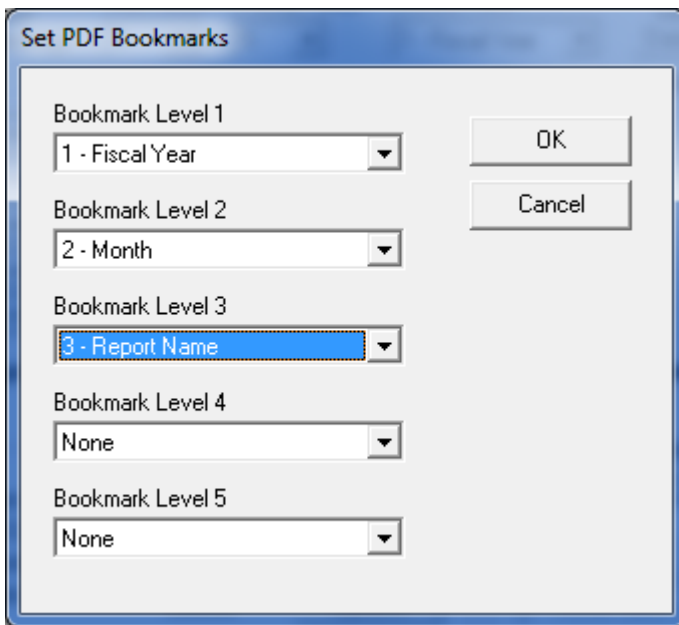 Set PDF Bookmarks
Bookmark Level 1
1 - Fiscal Year
OK
Bookmark Level 2
2 - Month
Cancel
Bookmark Level 3
3 - Report Name
Bookmark Level 4
None
Bookmark Level 5
None